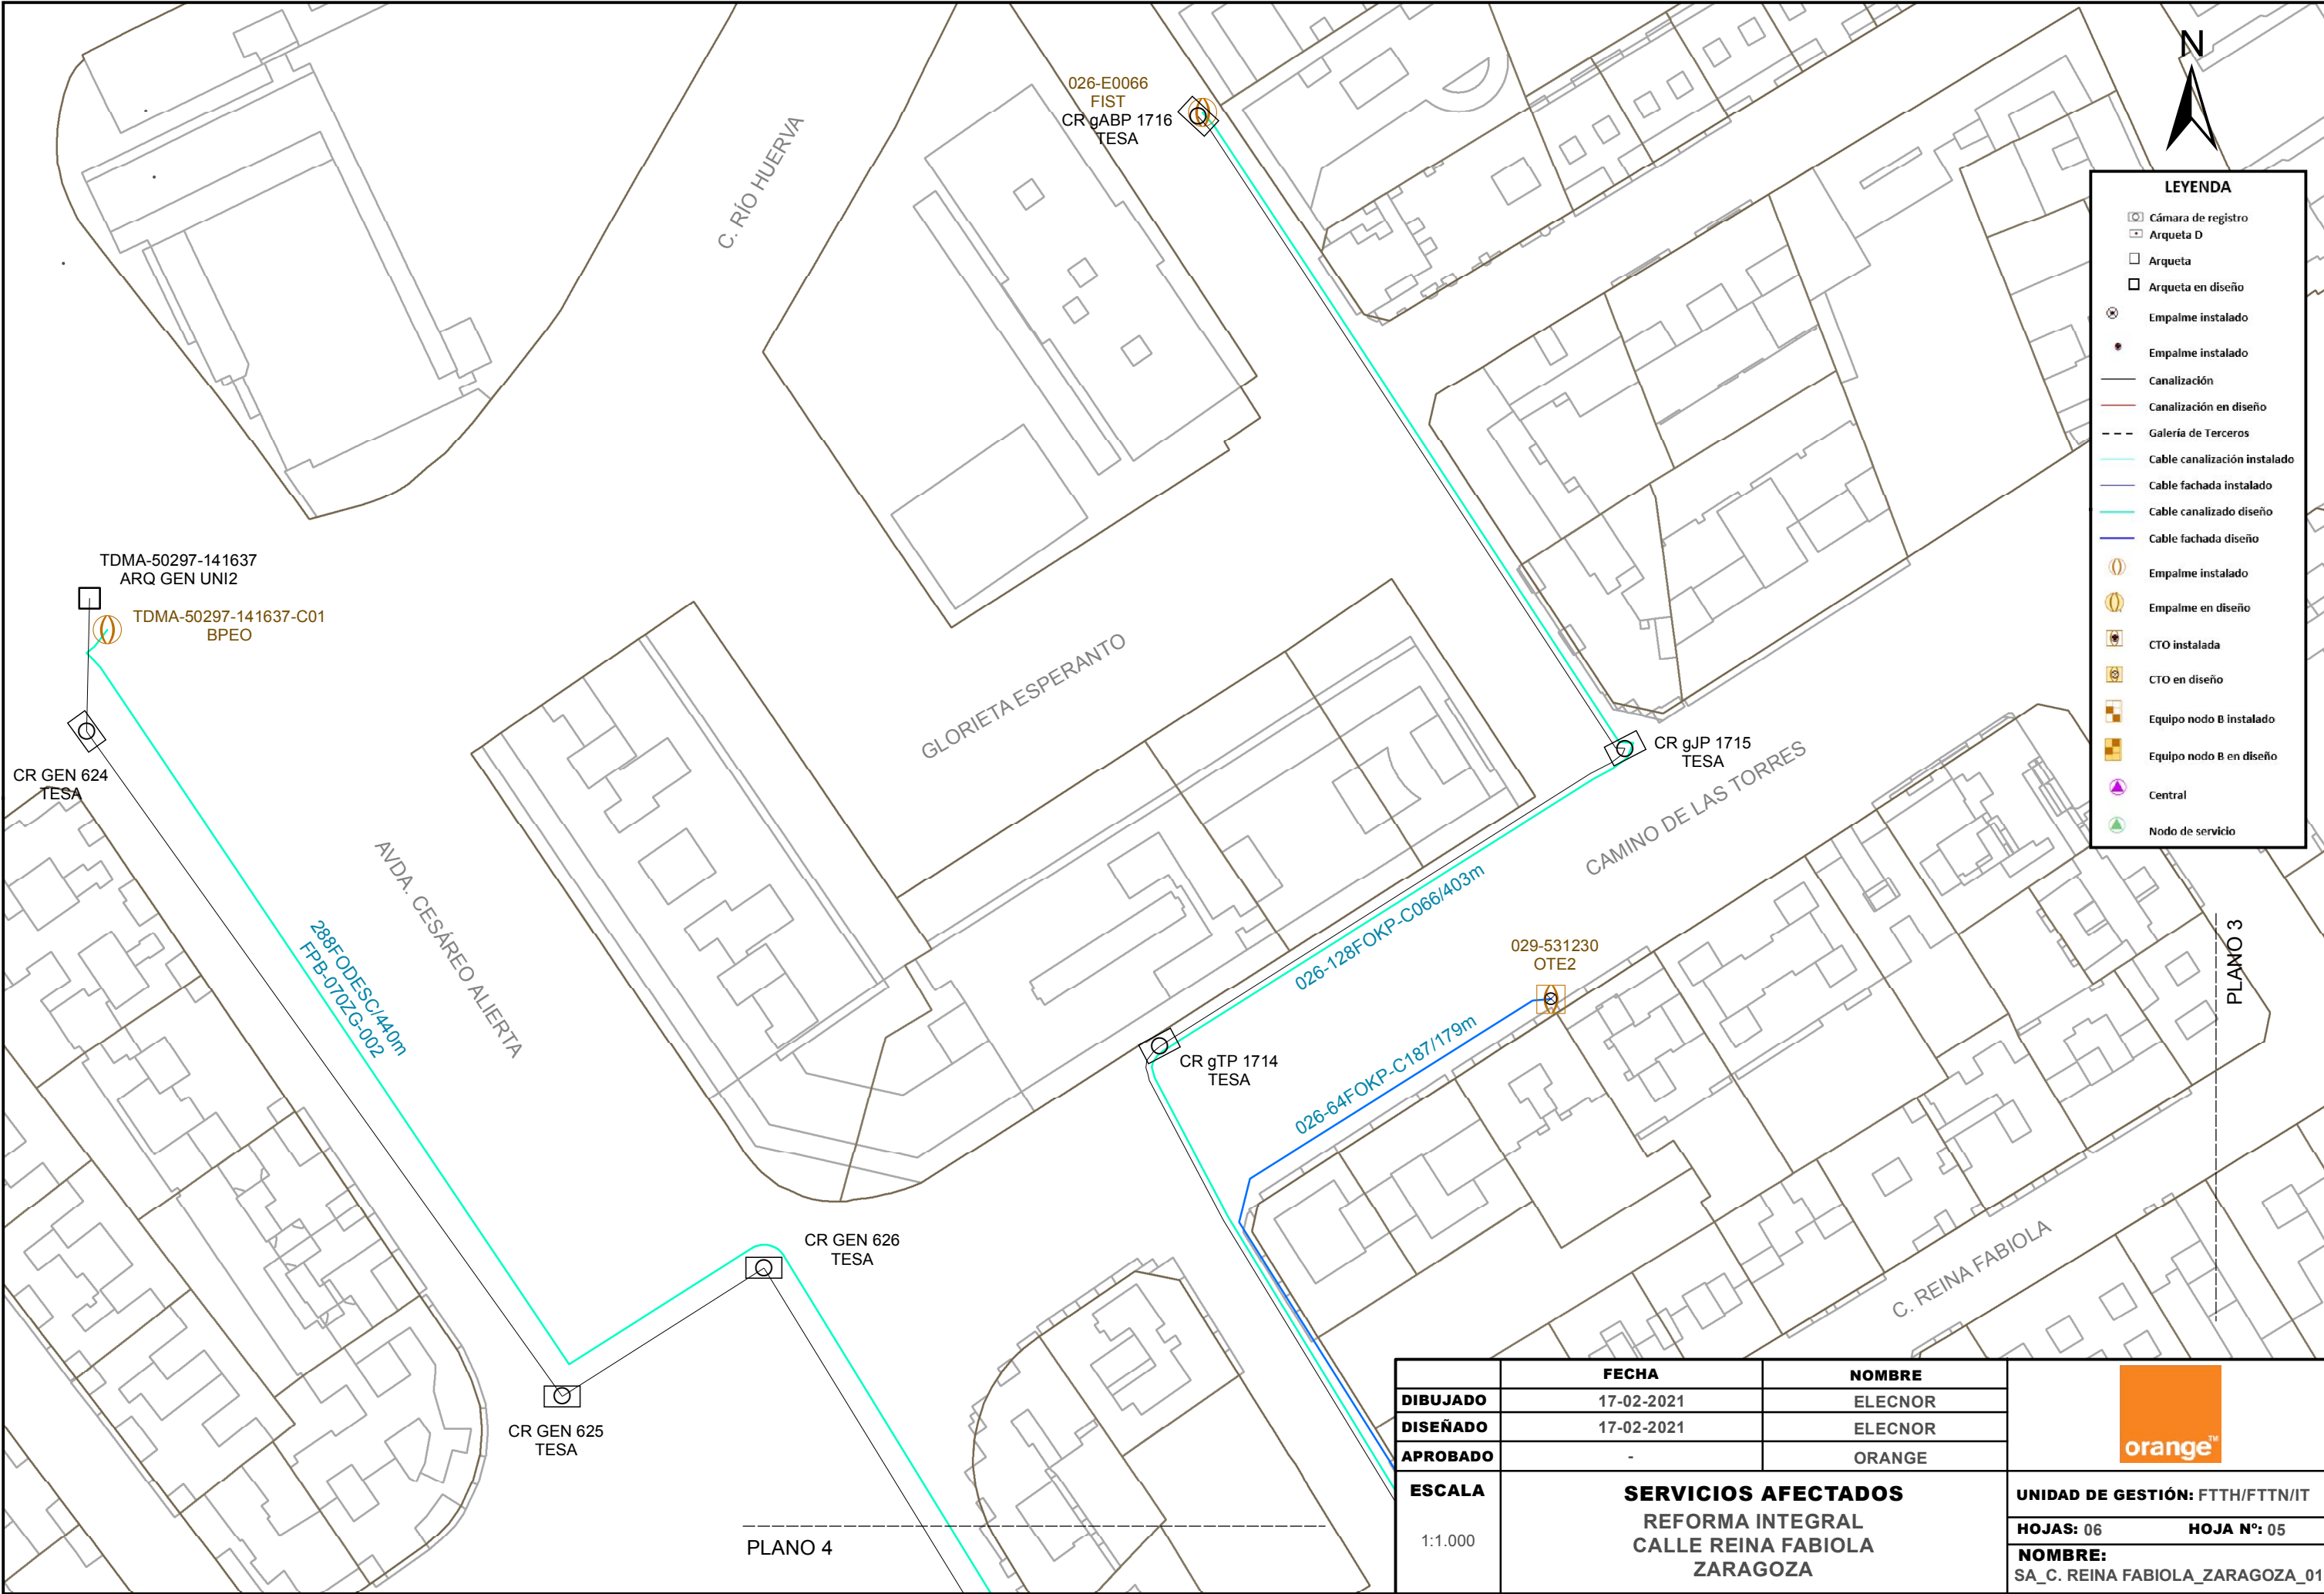 N
026-E0066
FIST
CR gABP 1716
TESA
C. RÍO HUERVA
LEYENDA
Cámara de registro
Arqueta D
Arqueta
Arqueta en diseño
Empalme instalado
Empalme instalado
Canalización
Canalización en diseño
Galería de Terceros
Cable canalización instalado
Cable fachada instalado
Cable canalizado diseño
Cable fachada diseño
Empalme instalado
Empalme en diseño
CTO instalada
CTO en diseño
Equipo nodo B instalado
Equipo nodo B en diseño
Central
Nodo de servicio
TDMA-50297-141637
ARQ GEN UNI2
TDMA-50297-141637-C01
BPEO
CR GEN 624
TESA
GLORIETA ESPERANTO
CR gJP 1715
TESA
CAMINO DE LAS TORRES
AVDA. CESÁREO ALIERTA
288FODESC/440m
FPB-070ZG-002
026-128FOKP-C066/403m
029-531230
OTE2
PLANO 3
CR gTP 1714
TESA
026-64FOKP-C187/179m
CR GEN 626
TESA
C. REINA FABIOLA
CR GEN 625
TESA
PLANO 4
FECHA NOMBRE
DIBUJADO 17-02-2021 ELECNOR
DISEÑADO 17-02-2021 ELECNOR
APROBADO - ORANGE
orange™
ESCALA
1:1.000
SERVICIOS AFECTADOS
REFORMA INTEGRAL
CALLE REINA FABIOLA
ZARAGOZA
UNIDAD DE GESTIÓN: FTTH/FTTN/IT
HOJAS: 06 HOJA Nº: 05
NOMBRE:
SA_C. REINA FABIOLA_ZARAGOZA_01